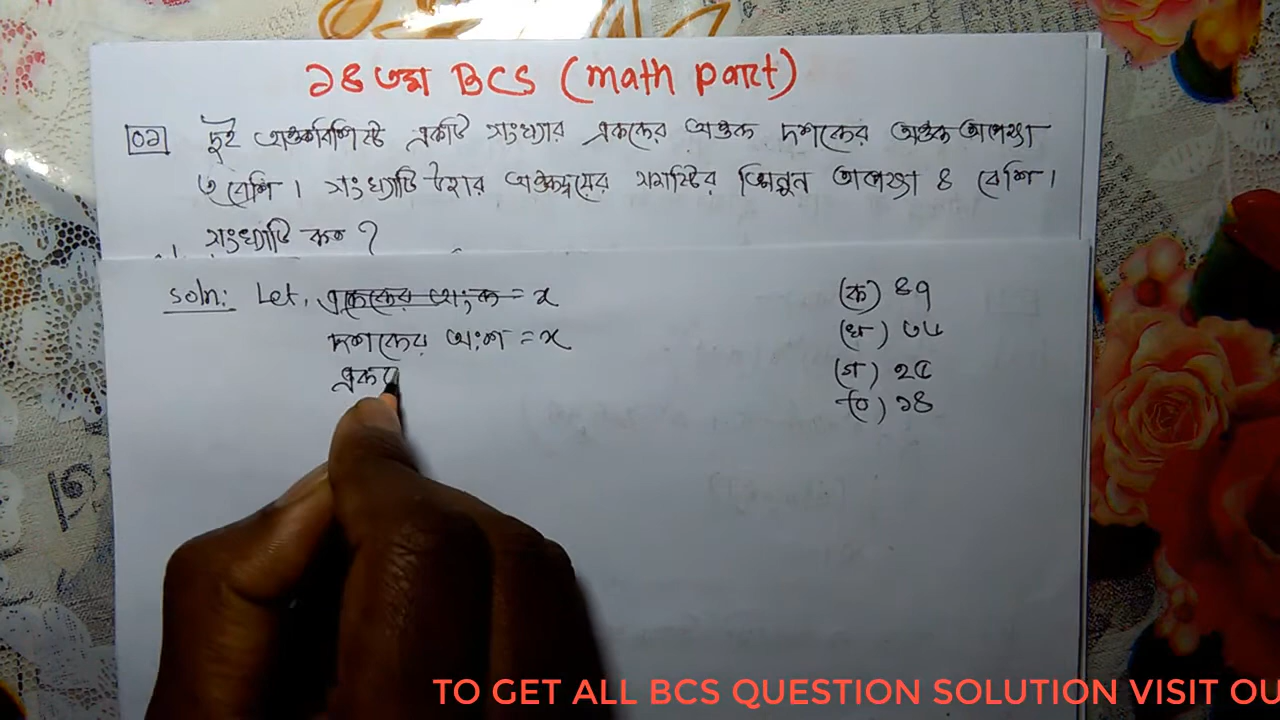 ১৪তম BCS (math part)
০১ দুই অঙ্কবিশিষ্ট একটি সংখ্যার এককের অঙ্ক দশকের অঙ্ক অপেক্ষা
৩ বেশি। সংখ্যাটি উহার অঙ্কদ্বয়ের সমষ্টির তিনগুন অপেক্ষা ৪ বেশি।
সংখ্যাটি কত ?
Soln: Let, এককের অংক = x
(ক) ৪৭
দশকের অংশ = x
(খ) ৩৬
একে
(গ) ২৫
(ঘ) ১৪
TO GET ALL BCS QUESTION SOLUTION VISIT OU